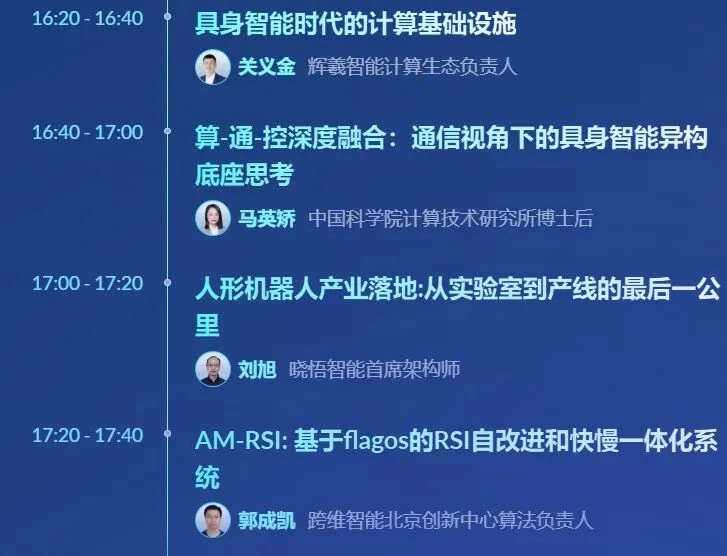 16:20 - 16:40
具身智能时代的计算基础设施
关义金 辉羲智能计算生态负责人
16:40 - 17:00
算-通-控深度融合：通信视角下的具身智能异构
底座思考
马英矫 中国科学院计算技术研究所博士后
17:00 - 17:20
人形机器人产业落地:从实验室到产线的最后一公
里
刘旭 晓悟智能首席架构师
17:20 - 17:40
AM-RSI: 基于flagos的RSI自改进和快慢一体化系
统
郭成凯 跨维智能北京创新中心算法负责人